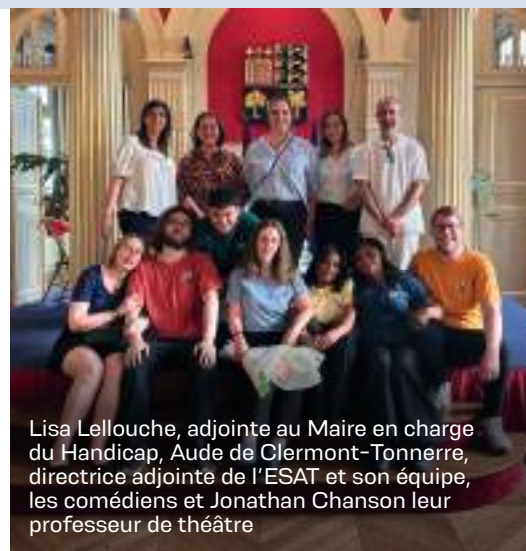 Lisa Lellouche, adjointe au Maire en charge
du Handicap, Aude de Clermont-Tonnerre,
directrice adjointe de l’ESAT et son équipe,
les comédiens et Jonathan Chanson leur
professeur de théâtre